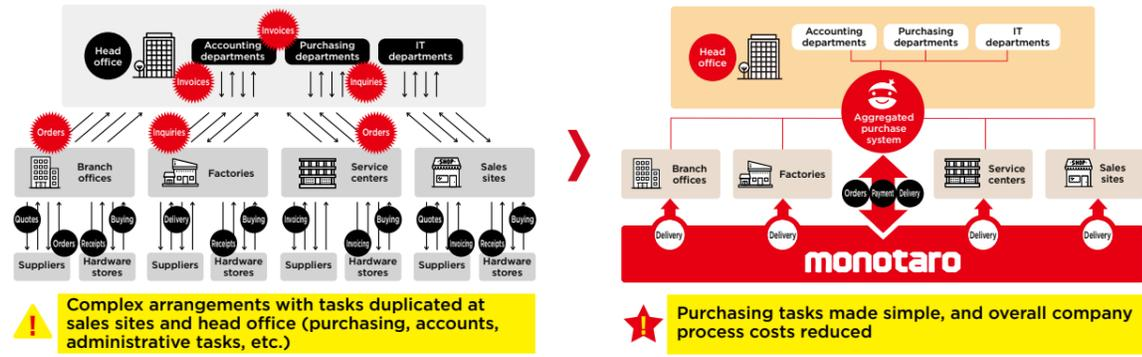 Invoices
Head
office
Accounting
departments
Purchasing
departments
IT
departments
Invoices
Inquiries
Orders
Inquiries
Orders
Branch
offices
Factories
Service
centers
SHOP
Sales
sites
Quotes
Buying
Delivery
Buying
Invoicing
Buying
Quotes
Buying
Orders
Receipts
Receipts
Invoicing
Invoicing
Receipts
Suppliers
Hardware
stores
Suppliers
Hardware
stores
Suppliers
Hardware
stores
Suppliers
Hardware
stores
!
Complex arrangements with tasks duplicated at
sales sites and head office (purchasing, accounts,
administrative tasks, etc.)
Head
office
Accounting
departments
Purchasing
departments
IT
departments
Aggregated
purchase
system
Branch
offices
Factories
Service
centers
SHOP
Sales
sites
Orders
Payment
Delivery
Delivery
Delivery
Delivery
Delivery
monotaro
!
Purchasing tasks made simple, and overall company
process costs reduced